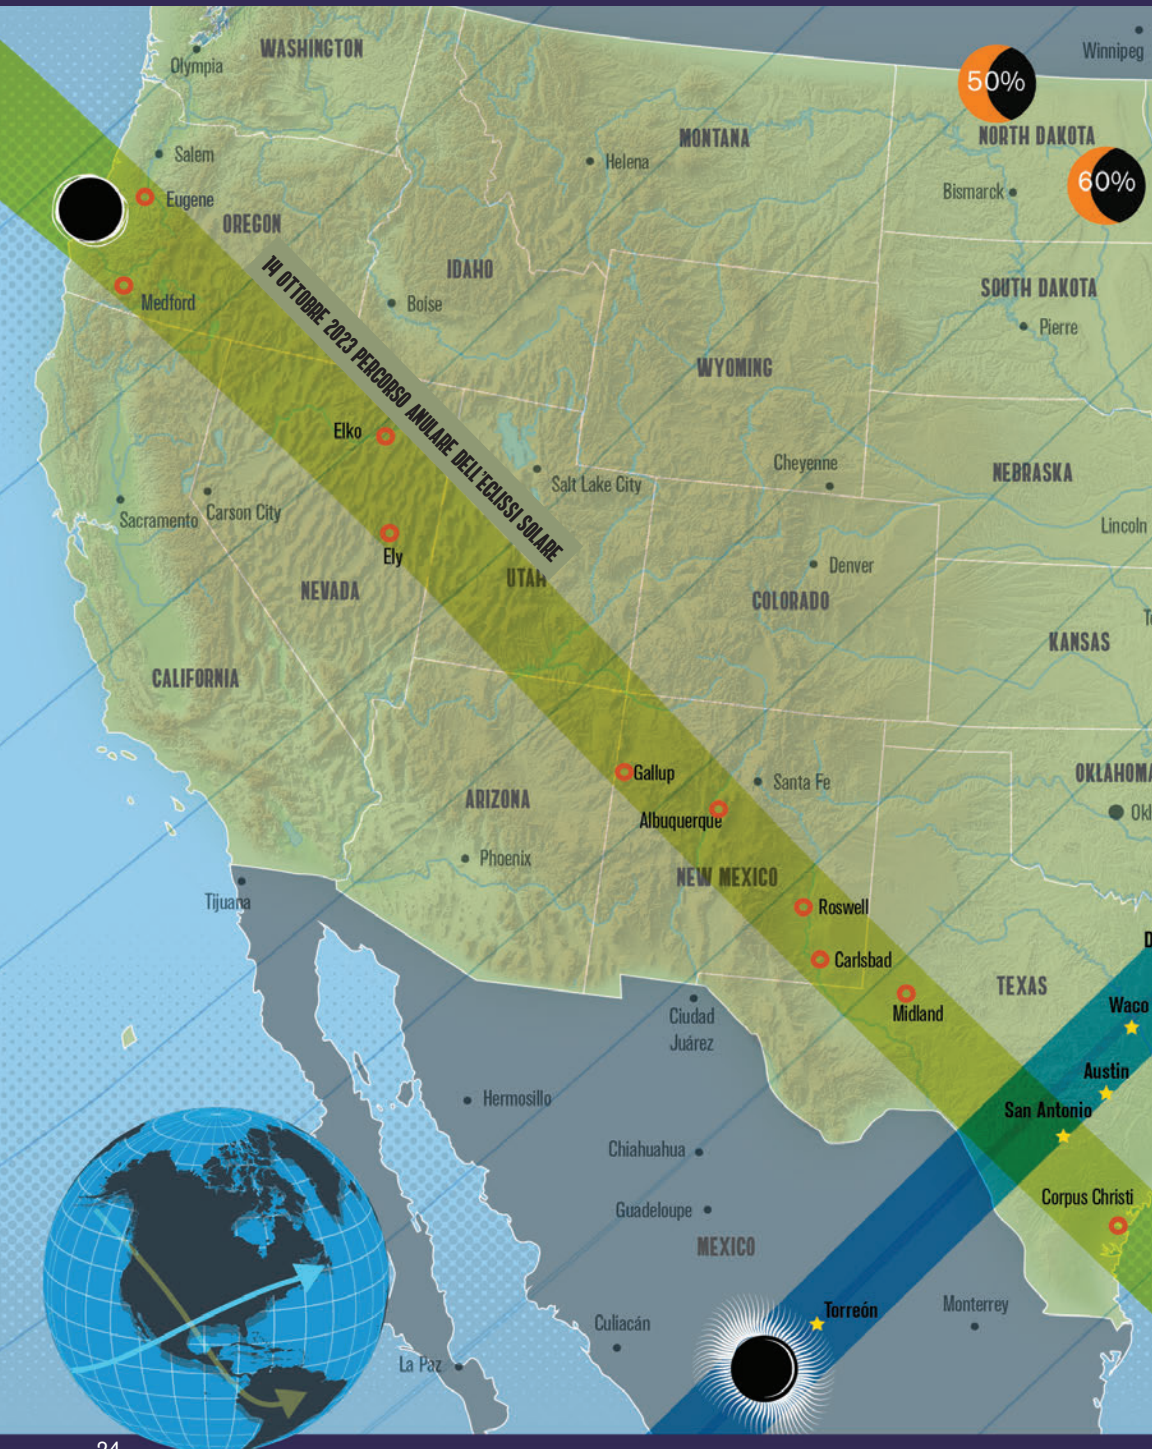 WASHINGTON
Olympia
Winnipeg
50%
NORTH DAKOTA
MONTANA
Salem
Helena
60%
Bismarck
Eugene
OREGON
IDAHO
SOUTH DAKOTA
Medford
Boise
Pierre
14 OTTOBRE 2023 PERCORSO ANULARE DELL'ECLISSI SOLARE
WYOMING
Elko
Cheyenne
NEBRASKA
Salt Lake City
Sacramento
Carson City
Lincoln
Ely
Denver
UTAH
NEVADA
COLORADO
KANSAS
CALIFORNIA
Gallup
OKLAHOMA
Santa Fe
ARIZONA
Albuquerque
Okl
Phoenix
NEW MEXICO
Tijuana
Roswell
D
Carlsbad
TEXAS
Waco
Midland
Ciudad
Juárez
Austin
Hermosillo
San Antonio
Chiahuahua
Corpus Christi
Guadeloupe
MEXICO
Torreón
Monterrey
Culiacán
La Paz
24